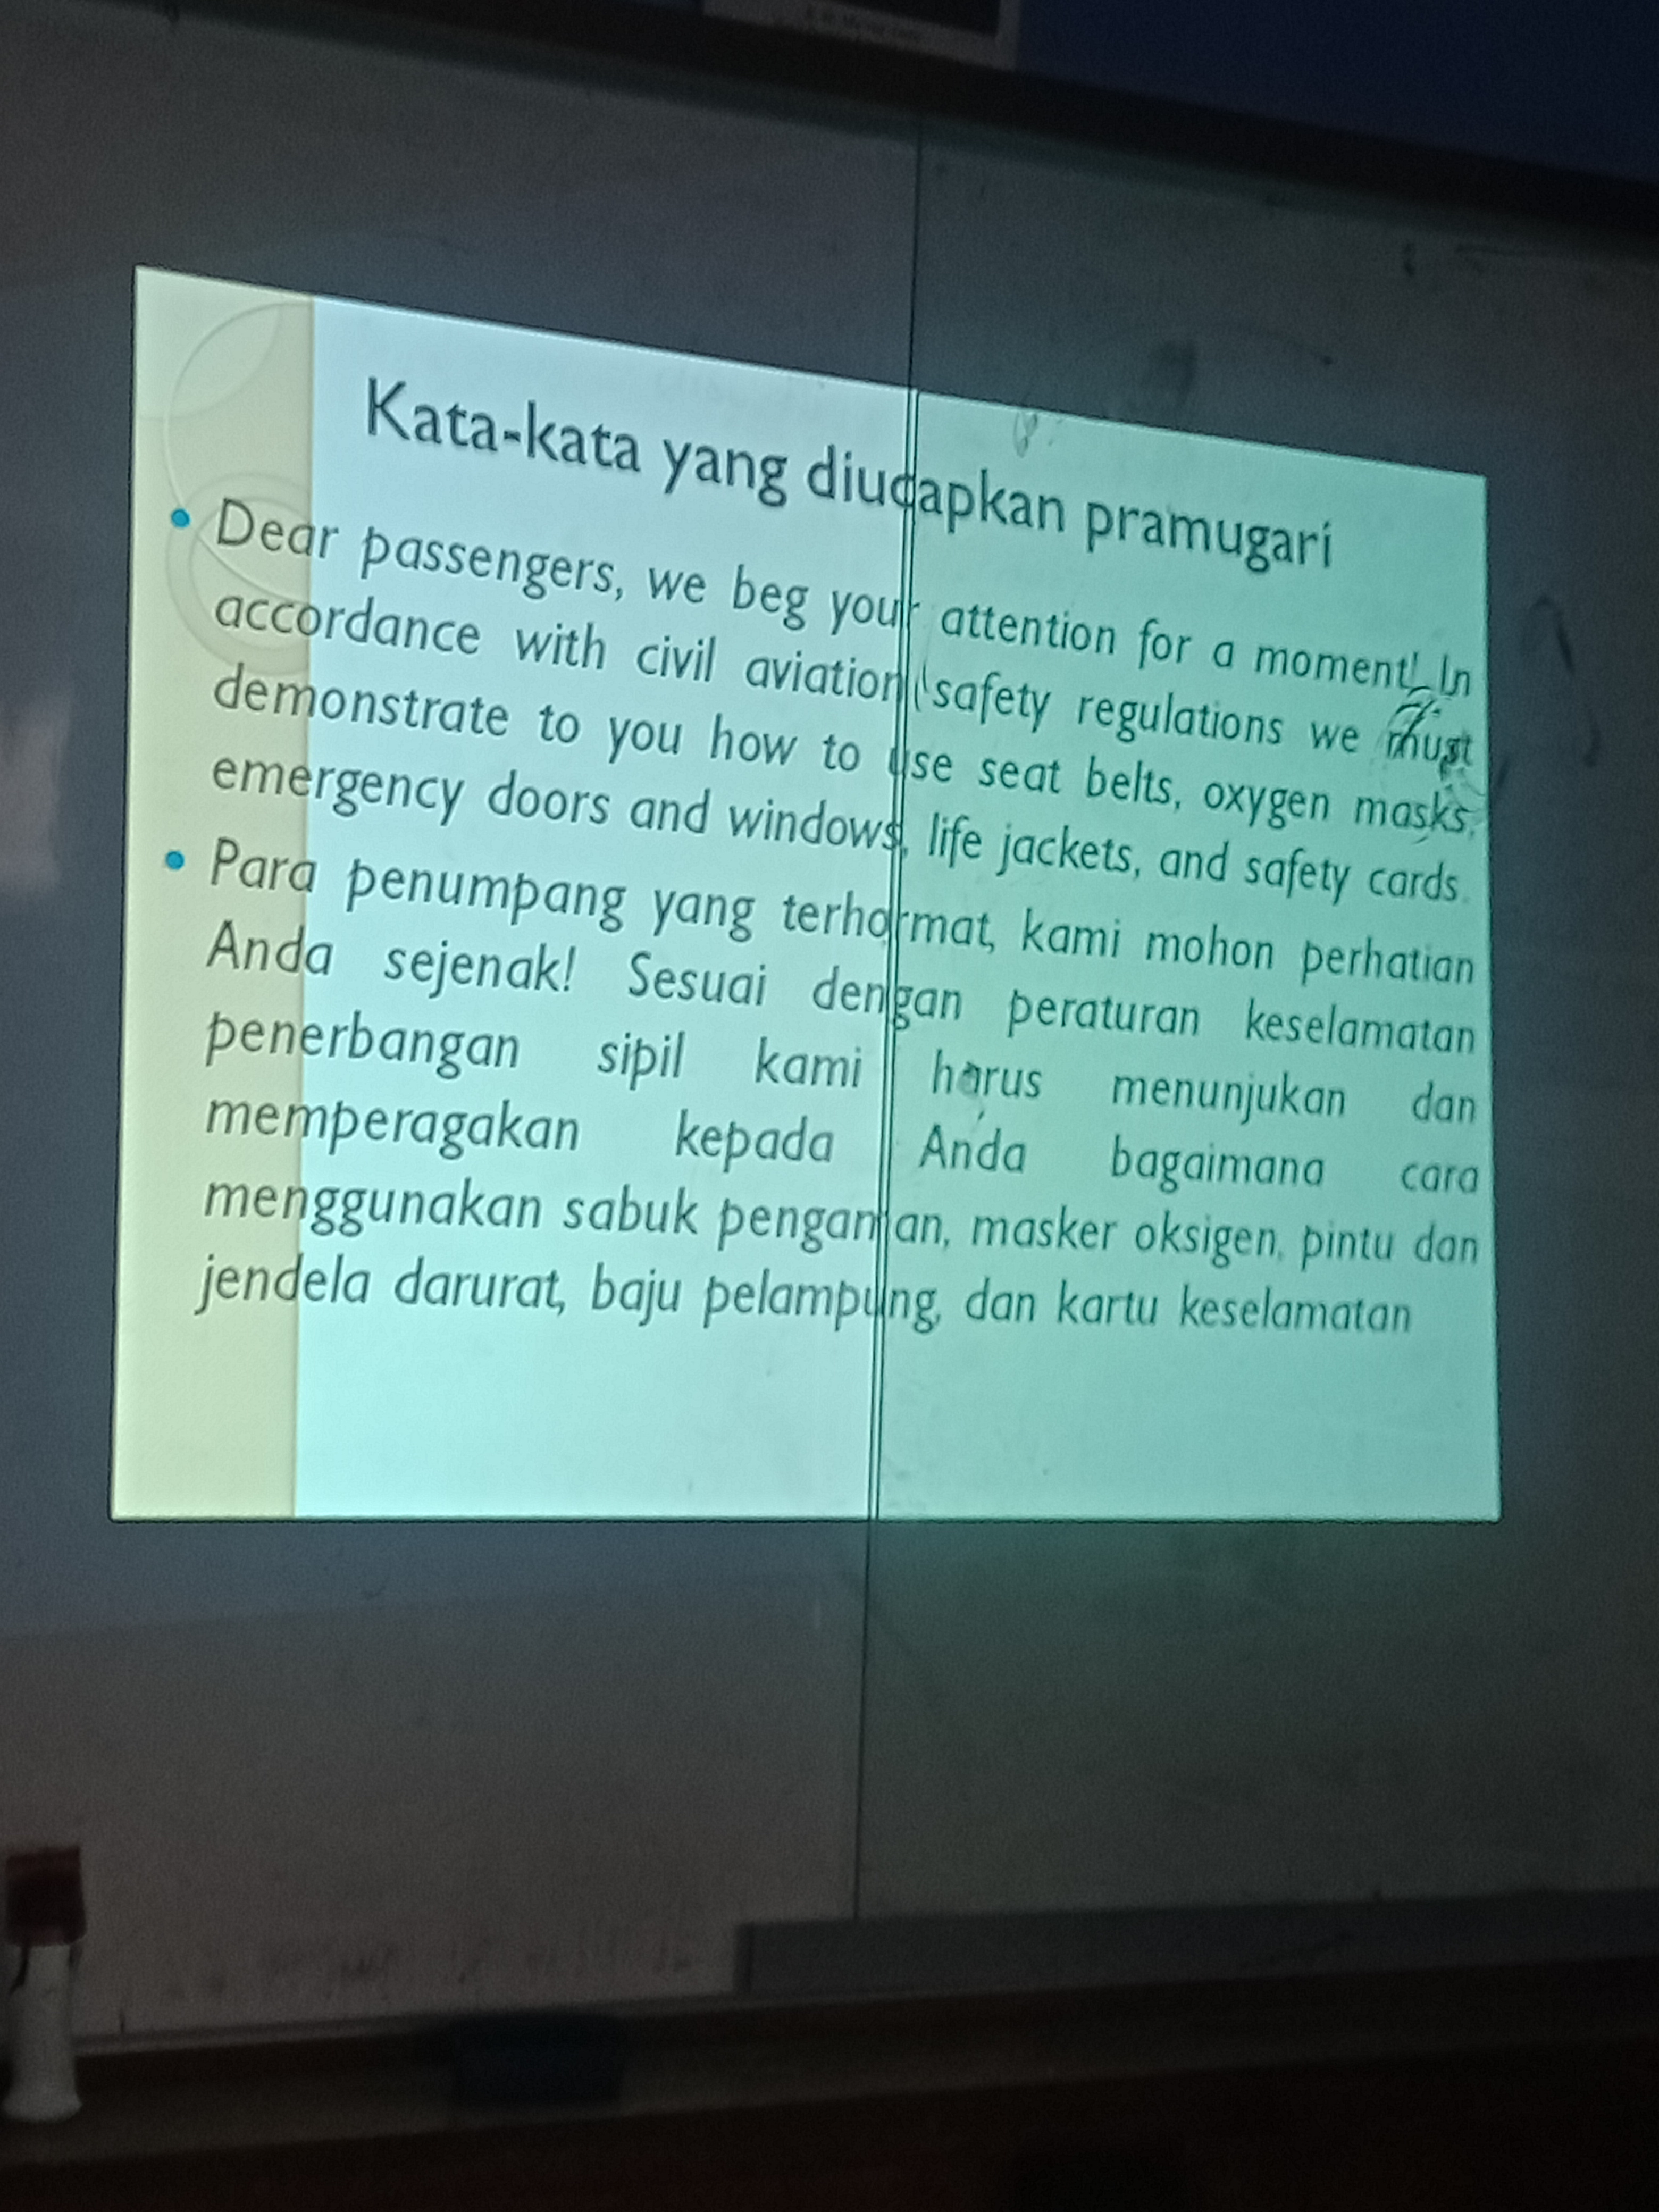 Kata-kata yang diucapkan pramugari
• Dear passengers, we beg your attention for a moment! In
accordance with civil aviation safety regulations we must
demonstrate to you how to use seat belts, oxygen masks,
emergency doors and windows, life jackets, and safety cards.
• Para penumpang yang terhormat, kami mohon perhatian
Anda sejenak! Sesuai dengan peraturan keselamatan
penerbangan sipil kami harus menunjukan dan
memperagakan kepada Anda bagaimana cara
menggunakan sabuk pengaman, masker oksigen, pintu dan
jendela darurat, baju pelampung, dan kartu keselamatan